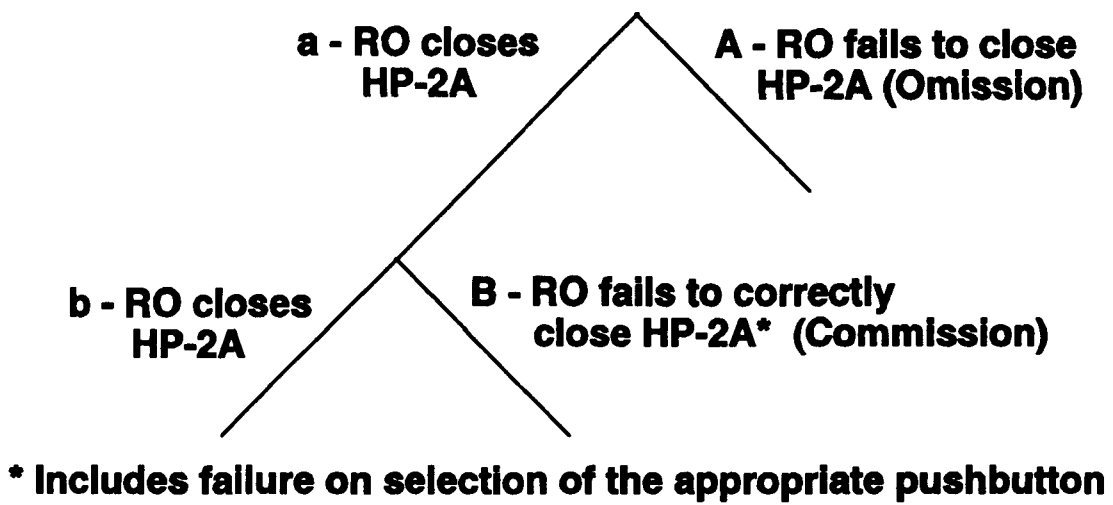 a - RO closes
HP-2A
A - RO fails to close
HP-2A (Omission)
b - RO closes
HP-2A
B - RO fails to correctly
close HP-2A* (Commission)
* Includes failure on selection of the appropriate pushbutton